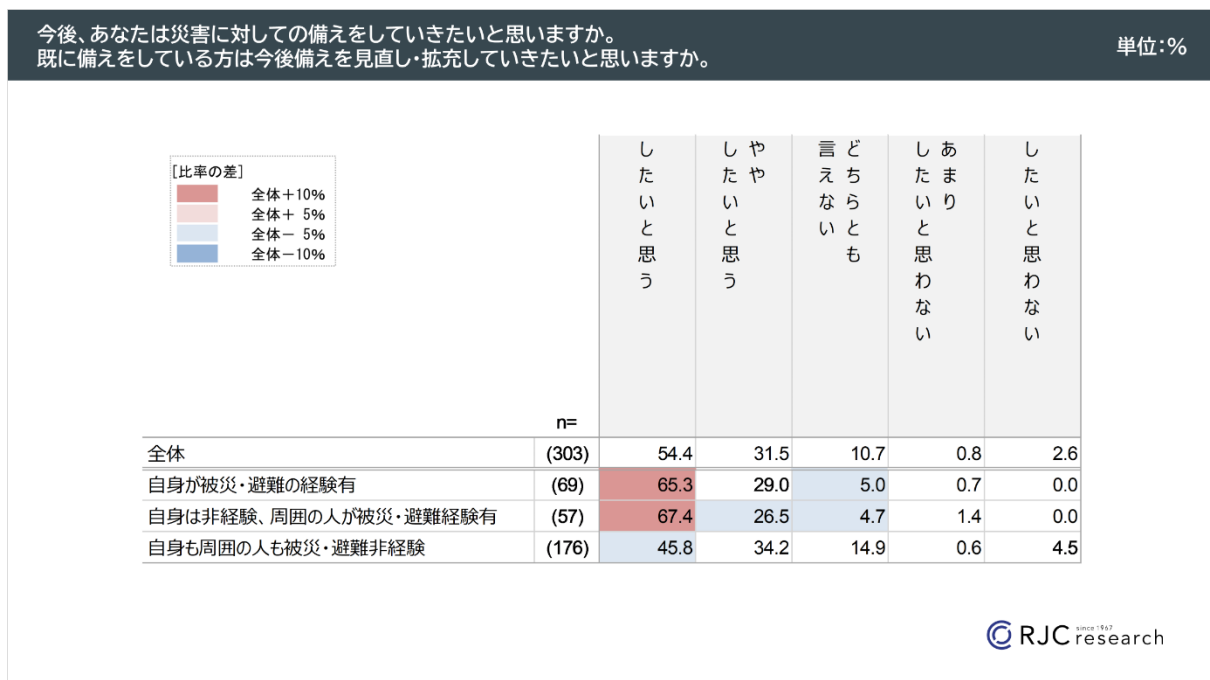 今後、あなたは災害に対しての備えをしていきたいと思いますか。
既に備えをしている方は今後備えを見直し・拡充していきたいと思いますか。
単位：％
[比率の差]
全体＋10%
全体＋ 5%
全体－ 5%
全体－10%
したいと思う
やや
したいと思う
どちらとも
言えない
あまり
したいと思わない
したいと思わない
n=
全体 (303) 54.4 31.5 10.7 0.8 2.6
自身が被災・避難の経験有 (69) 65.3 29.0 5.0 0.7 0.0
自身は非経験、周囲の人が被災・避難経験有 (57) 67.4 26.5 4.7 1.4 0.0
自身も周囲の人も被災・避難非経験 (176) 45.8 34.2 14.9 0.6 4.5
RJC since 1967 research